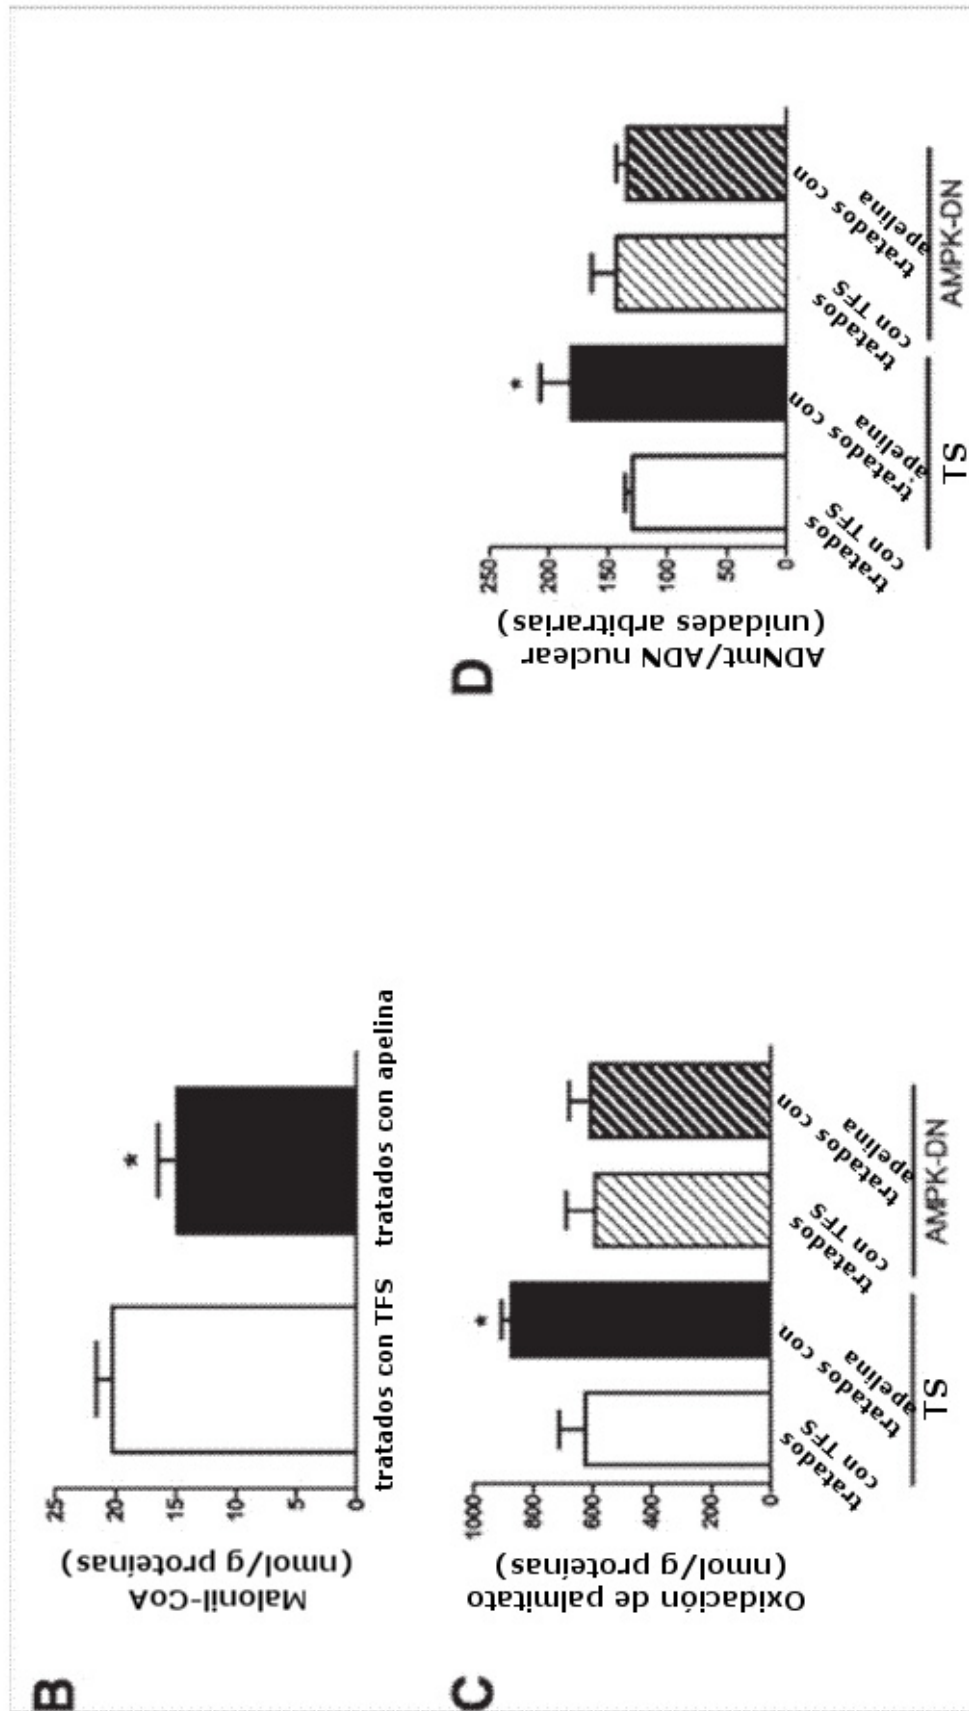 B
Malonil-CoA
(nmol/g proteínas)
25
20
15
10
5
0
*
tratados con TFS
tratados con apelina
C
Oxidación de palmitato
(nmol/g proteínas)
1000
800
600
400
200
0
*
tratados
con TFS
tratados con
apelina
tratados
con TFS
tratados con
apelina
TS
AMPK-DN
D
ADNmt/ADN nuclear
(unidades arbitrarias)
250
200
150
100
50
0
*
tratados
con TFS
tratados con
apelina
tratados
con TFS
tratados con
apelina
TS
AMPK-DN